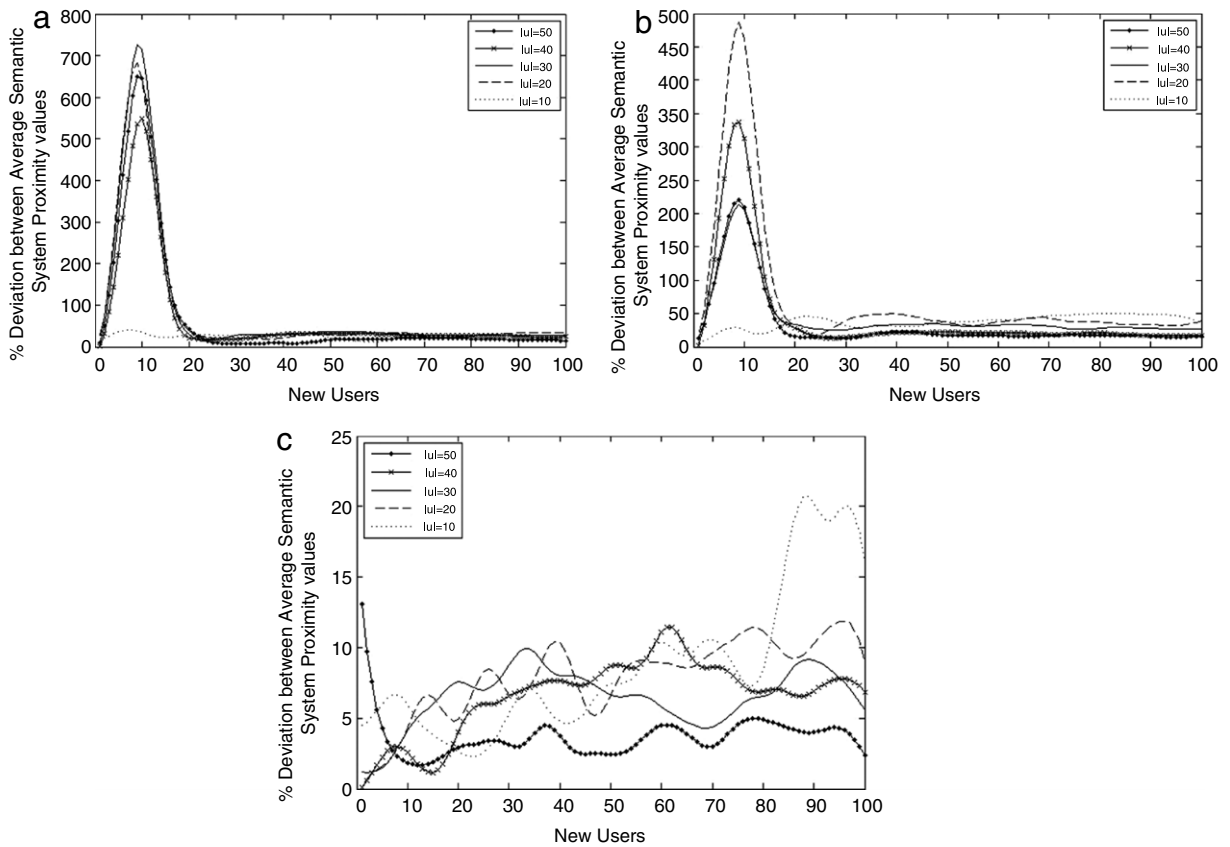 a
% Deviation between Average Semantic
System Proximity values
800
700
600
500
400
300
200
100
0
|u|=50
|u|=40
|u|=30
|u|=20
|u|=10
0 10 20 30 40 50 60 70 80 90 100
New Users
b
% Deviation between Average Semantic
System Proximity values
500
450
400
350
300
250
200
150
100
50
0
|u|=50
|u|=40
|u|=30
|u|=20
|u|=10
0 10 20 30 40 50 60 70 80 90 100
New Users
c
% Deviation between Average Semantic
System Proximity values
25
20
15
10
5
0
|u|=50
|u|=40
|u|=30
|u|=20
|u|=10
0 10 20 30 40 50 60 70 80 90 100
New Users